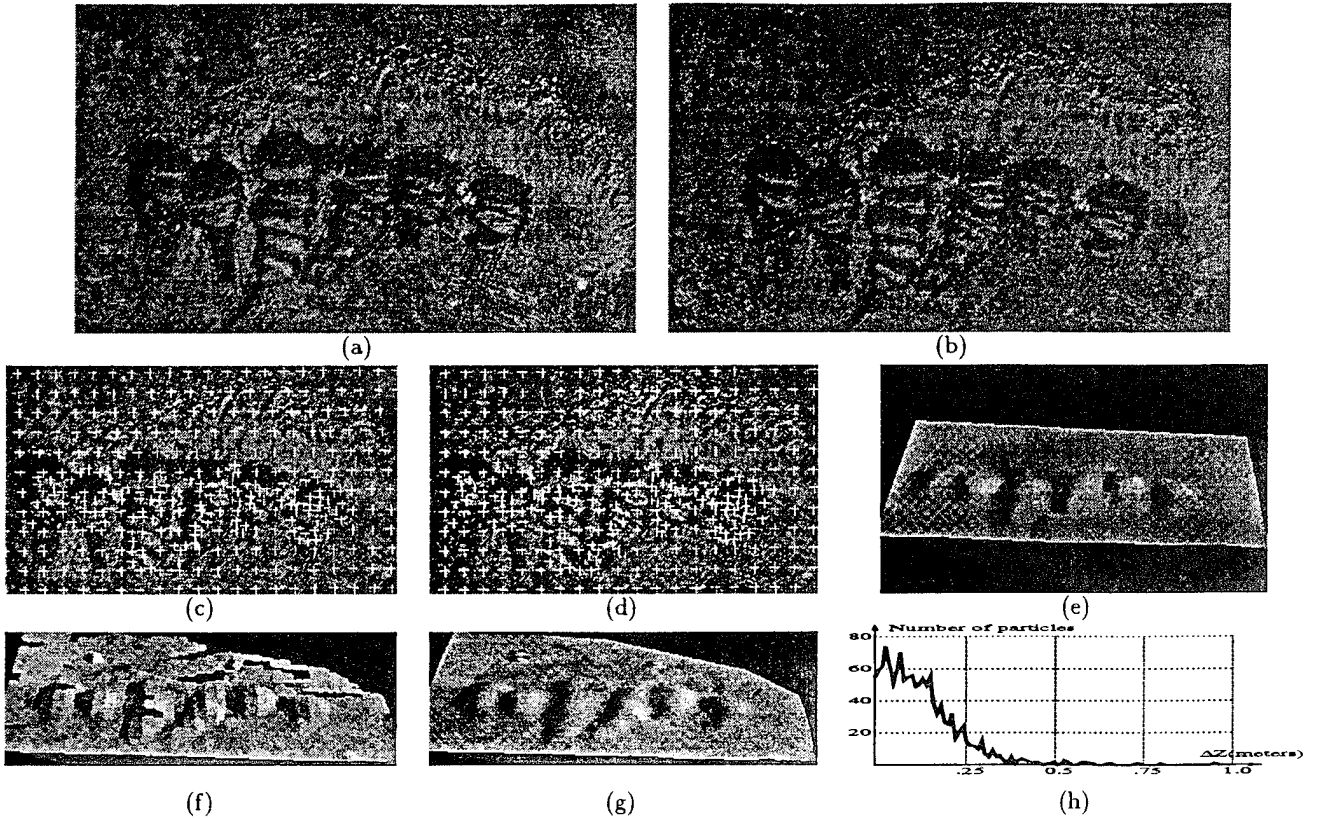 (a)
(b)
(c)
(d)
(e)
80
Number of particles
60
40
20
ΔZ(meters)
.25
0.5
.75
1.0
(f)
(g)
(h)